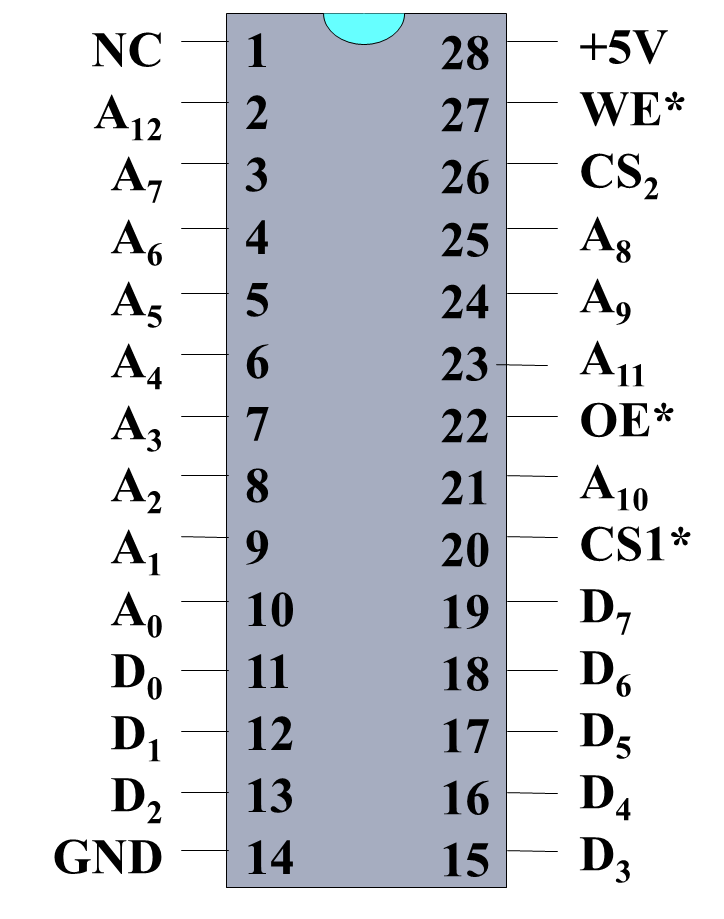 NC 1 28 +5V
A12 2 27 WE*
A7 3 26 CS2
A6 4 25 A8
A5 5 24 A9
A4 6 23 A11
A3 7 22 OE*
A2 8 21 A10
A1 9 20 CS1*
A0 10 19 D7
D0 11 18 D6
D1 12 17 D5
D2 13 16 D4
GND 14 15 D3